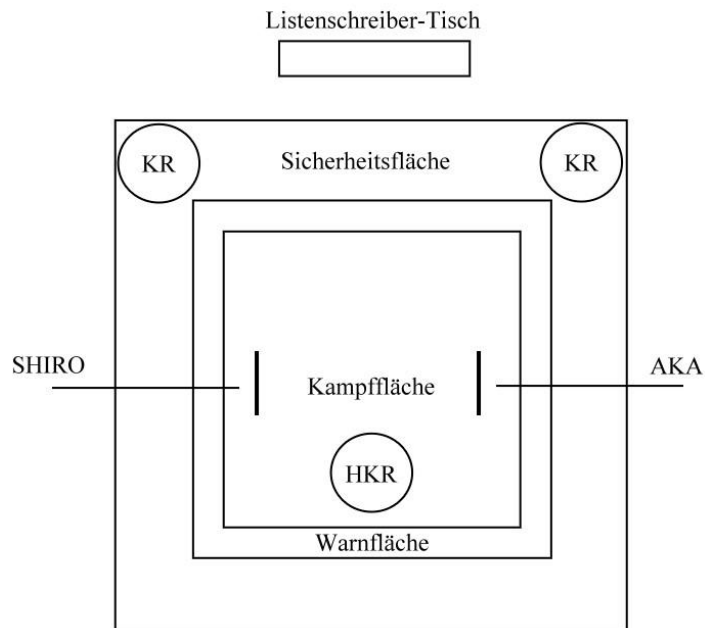 Listenschreiber-Tisch
KR
Sicherheitsfläche
KR
SHIRO
AKA
Kampffläche
HKR
Warnfläche